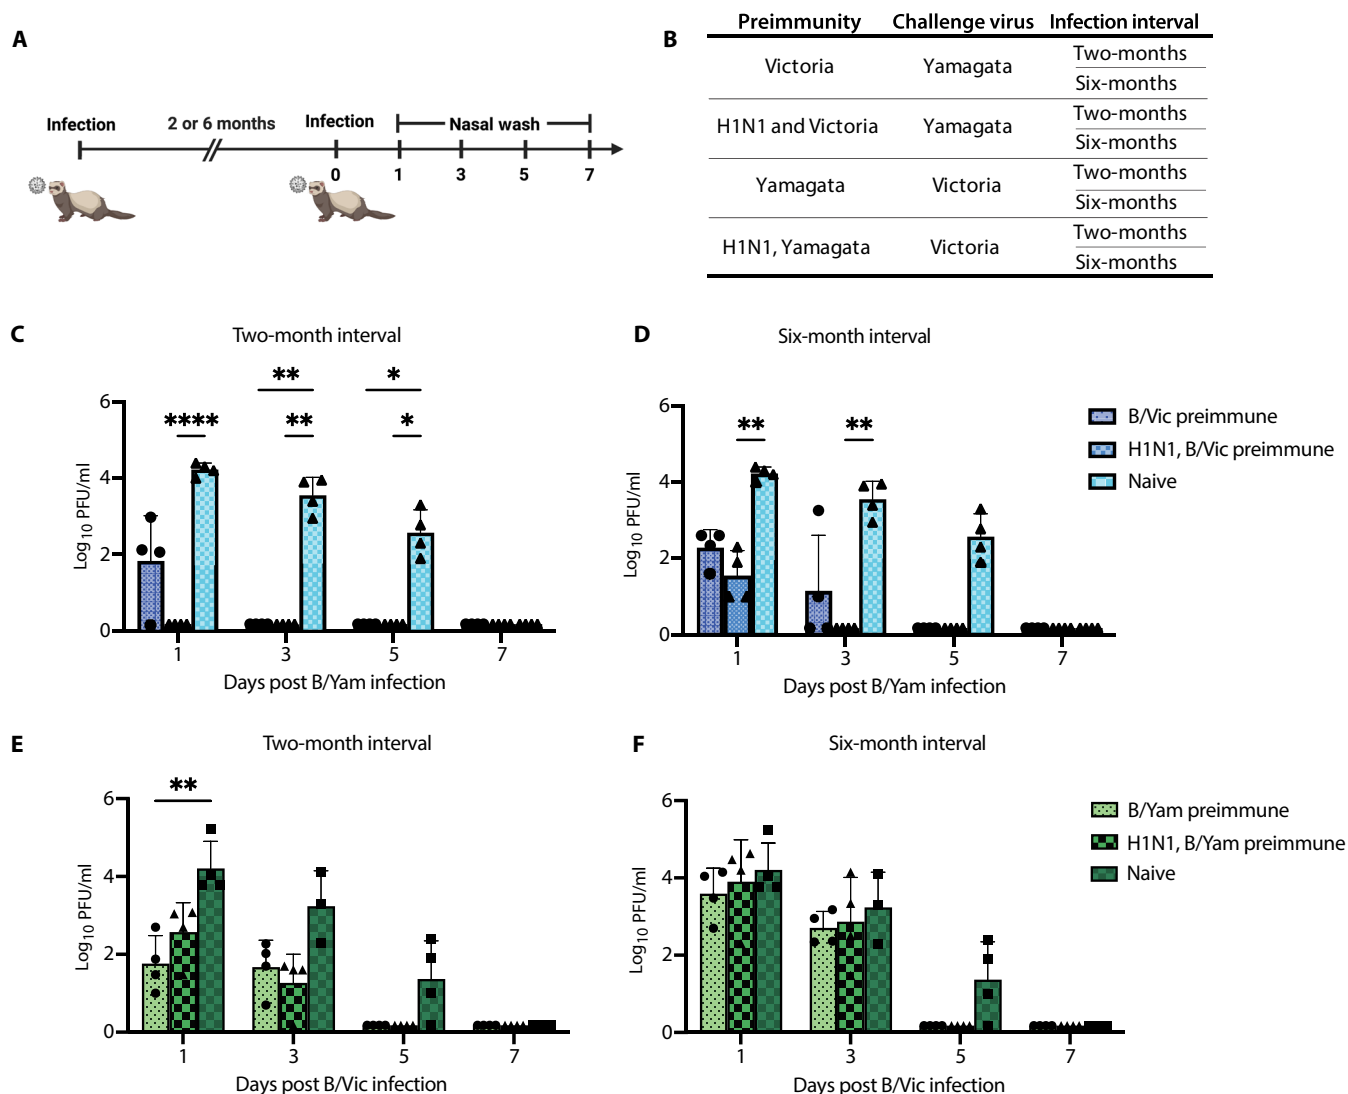 A
Infection
2 or 6 months
Infection
Nasal wash
0 1 3 5 7
B
Preimmunity Challenge virus Infection interval
Victoria Yamagata Two-months
Six-months
H1N1 and Victoria Yamagata Two-months
Six-months
Yamagata Victoria Two-months
Six-months
H1N1, Yamagata Victoria Two-months
Six-months
C
Two-month interval
** *
**** ** *
Log10 PFU/ml
6
4
2
0
1 3 5 7
Days post B/Yam infection
D
Six-month interval
** **
Log10 PFU/ml
6
4
2
0
1 3 5 7
Days post B/Yam infection
B/Vic preimmune
H1N1, B/Vic preimmune
Naive
E
Two-month interval
**
Log10 PFU/ml
6
4
2
0
1 3 5 7
Days post B/Vic infection
F
Six-month interval
Log10 PFU/ml
6
4
2
0
1 3 5 7
Days post B/Vic infection
B/Yam preimmune
H1N1, B/Yam preimmune
Naive